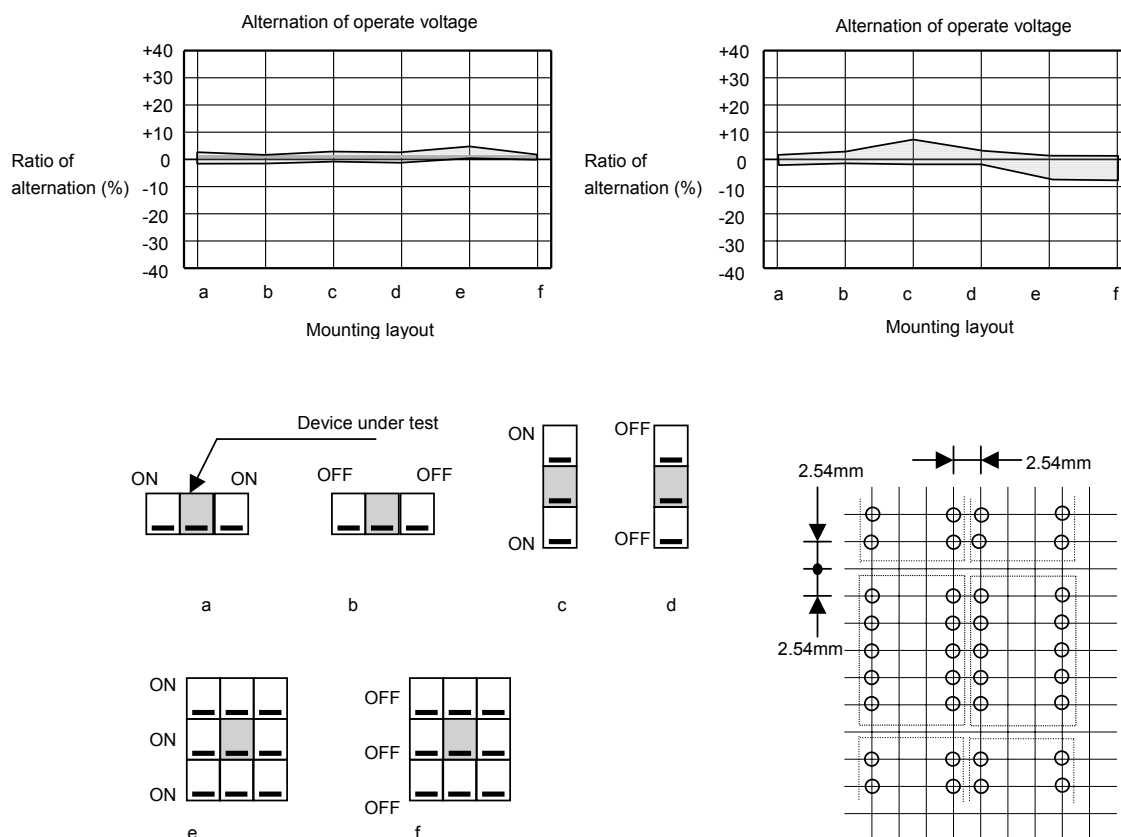 Alternation of operate voltage
+40
+30
+20
+10
0
-10
-20
-30
-40
Ratio of
alternation (%)
a b c d e f
Mounting layout
Alternation of operate voltage
+40
+30
+20
+10
0
-10
-20
-30
-40
Ratio of
alternation (%)
a b c d e f
Mounting layout
Device under test
ON ON
a
OFF OFF
b
ON
ON
c
OFF
OFF
d
ON
ON
ON
e
OFF
OFF
OFF
f
2.54mm
2.54mm
2.54mm